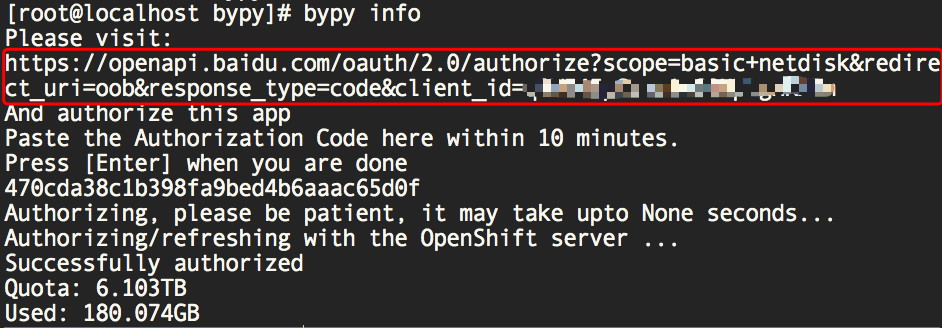 [root@localhost bypy]# bypy info
Please visit:
https://openapi.baidu.com/oauth/2.0/authorize?scope=basic+netdisk&redire
ct_uri=oob&response_type=code&client_id=
And authorize this app
Paste the Authorization Code here within 10 minutes.
Press [Enter] when you are done
470cda38c1b398fa9bed4b6aaac65d0f
Authorizing, please be patient, it may take upto None seconds...
Authorizing/refreshing with the OpenShift server ...
Successfully authorized
Quota: 6.103TB
Used: 180.074GB